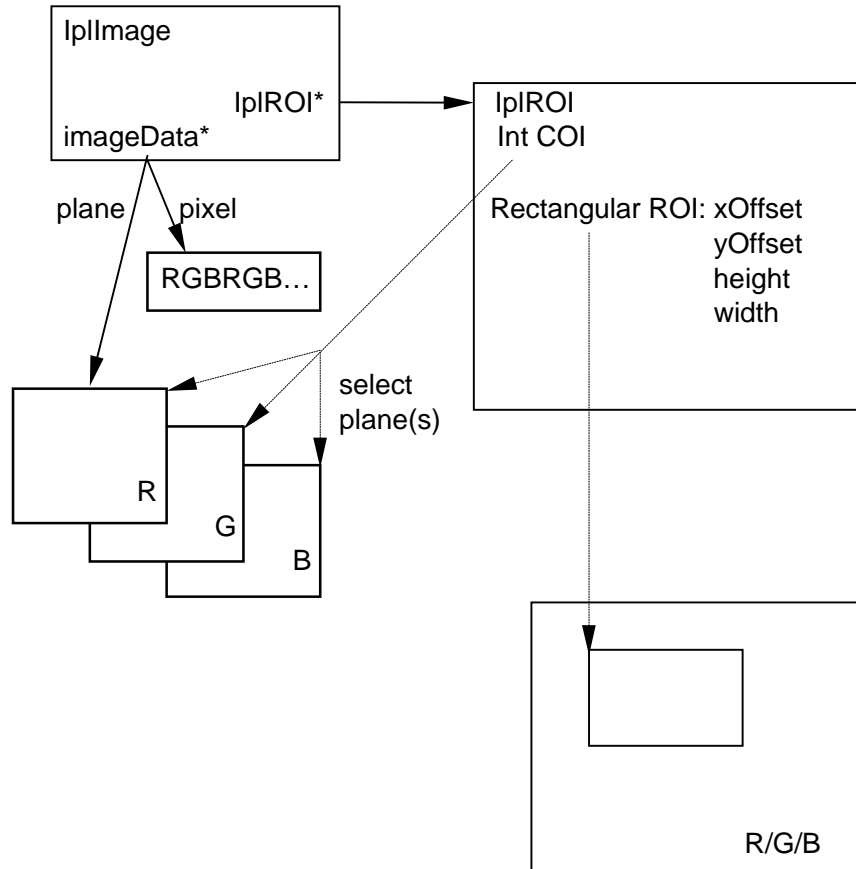 IplImage
IplROI*
imageData*
plane
pixel
RGBRGB…
IplROI
Int COI
Rectangular ROI: xOffset
yOffset
height
width
select
plane(s)
R
G
B
R/G/B